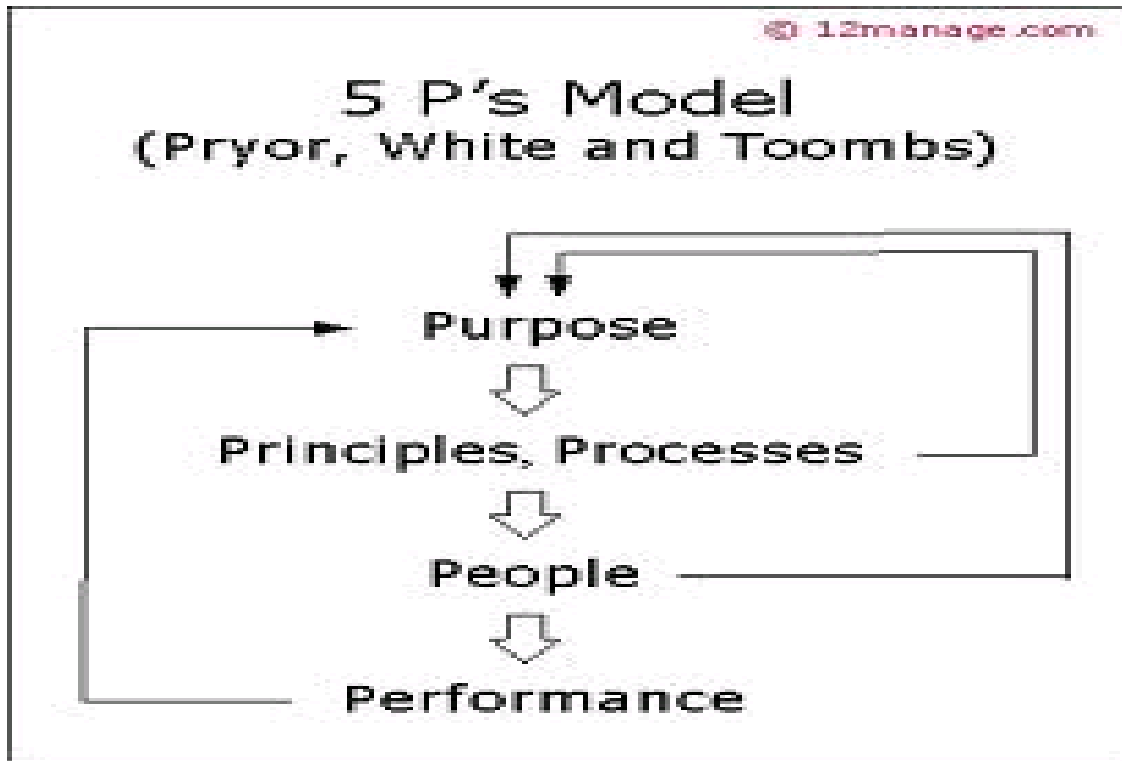 © 12manage.com
5 P's Model
(Pryor, White and Toombs)
Purpose
Principles, Processes
People
Performance